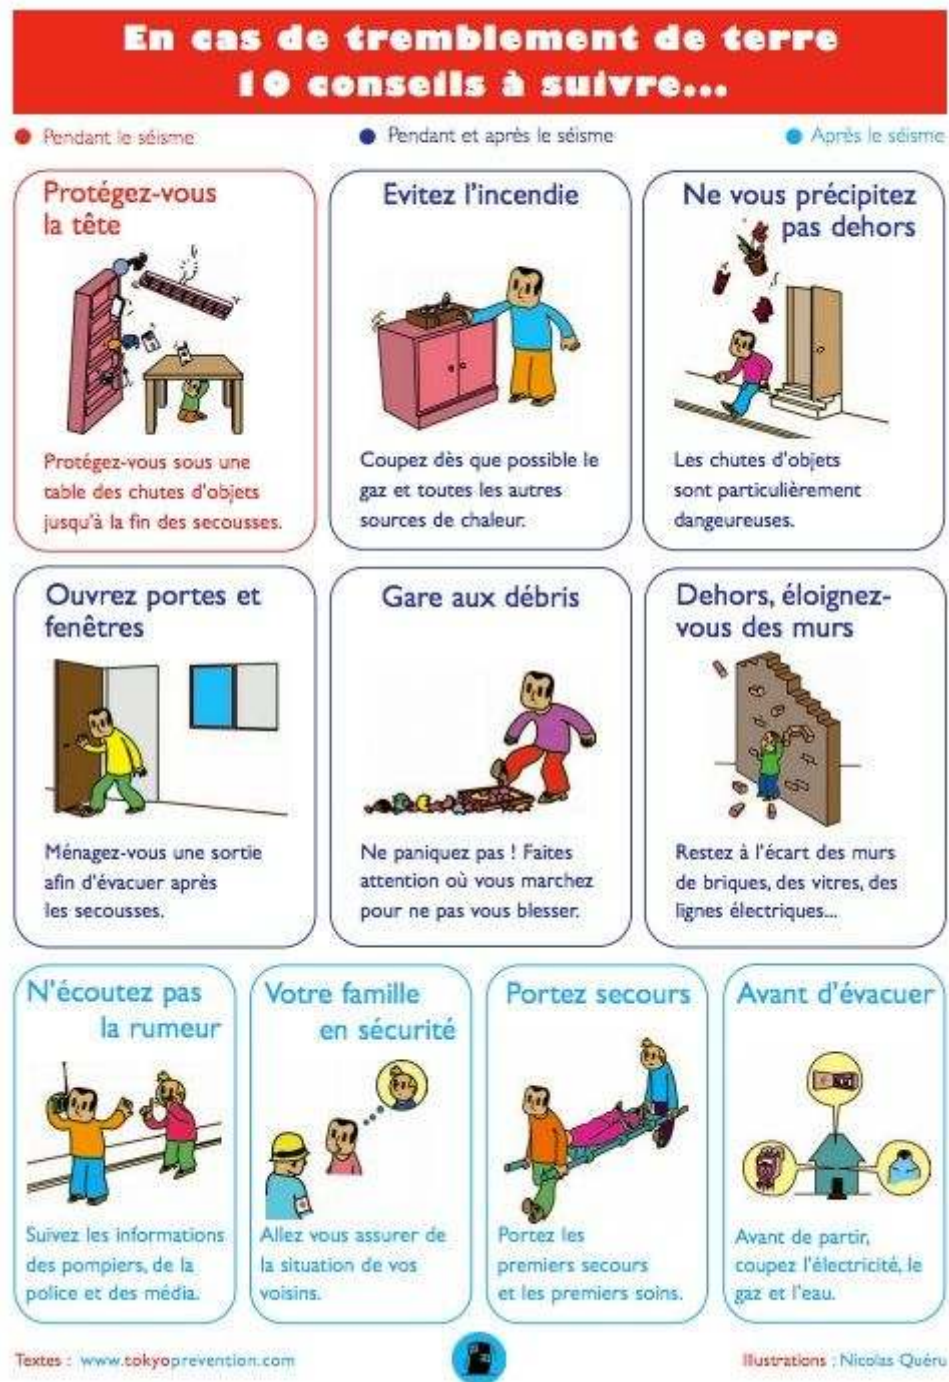 En cas de tremblement de terre
10 conseils à suivre...
Pendant le séisme
Pendant et après le séisme
Après le séisme
Protégez-vous
la tête
Protégez-vous sous une
table des chutes d'objets
jusqu'à la fin des secousses.
Evitez l'incendie
Coupez dès que possible le
gaz et toutes les autres
sources de chaleur.
Ne vous précipitez
pas dehors
Les chutes d'objets
sont particulièrement
dangeureuses.
Ouvrez portes et
fenêtres
Ménagez-vous une sortie
afin d'évacuer après
les secousses.
Gare aux débris
Ne paniquez pas ! Faites
attention où vous marchez
pour ne pas vous blesser.
Dehors, éloignez-
vous des murs
Restez à l'écart des murs
de briques, des vitres, des
lignes électriques...
N'écoutez pas
la rumeur
Suivez les informations
des pompiers, de la
police et des média.
Votre famille
en sécurité
Allez vous assurer de
la situation de vos
voisins.
Portez secours
Portez les
premiers secours
et les premiers soins.
Avant d'évacuer
Avant de partir,
coupez l'électricité, le
gaz et l'eau.
Textes : www.tokyoprevention.com
Illustrations : Nicolas Quéru